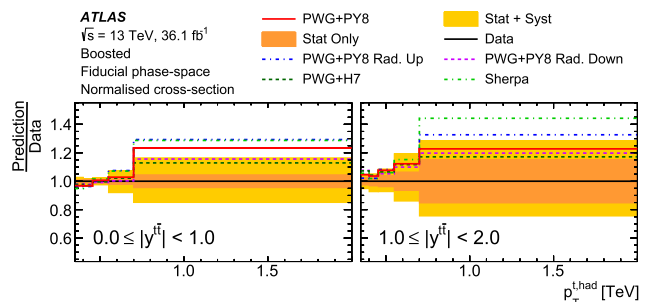 ATLAS
√s = 13 TeV, 36.1 fb⁻¹
Boosted
Fiducial phase-space
Normalised cross-section
PWG+PY8
Stat Only
PWG+PY8 Rad. Up
PWG+H7
Stat + Syst
Data
PWG+PY8 Rad. Down
Sherpa
Prediction
Data
1.4
1.2
1.0
0.8
0.6
0.0 ≤ |y^{tt̄}| < 1.0
1.0 ≤ |y^{tt̄}| < 2.0
1.0
1.5
1.0
1.5
p_T^{t,had} [TeV]